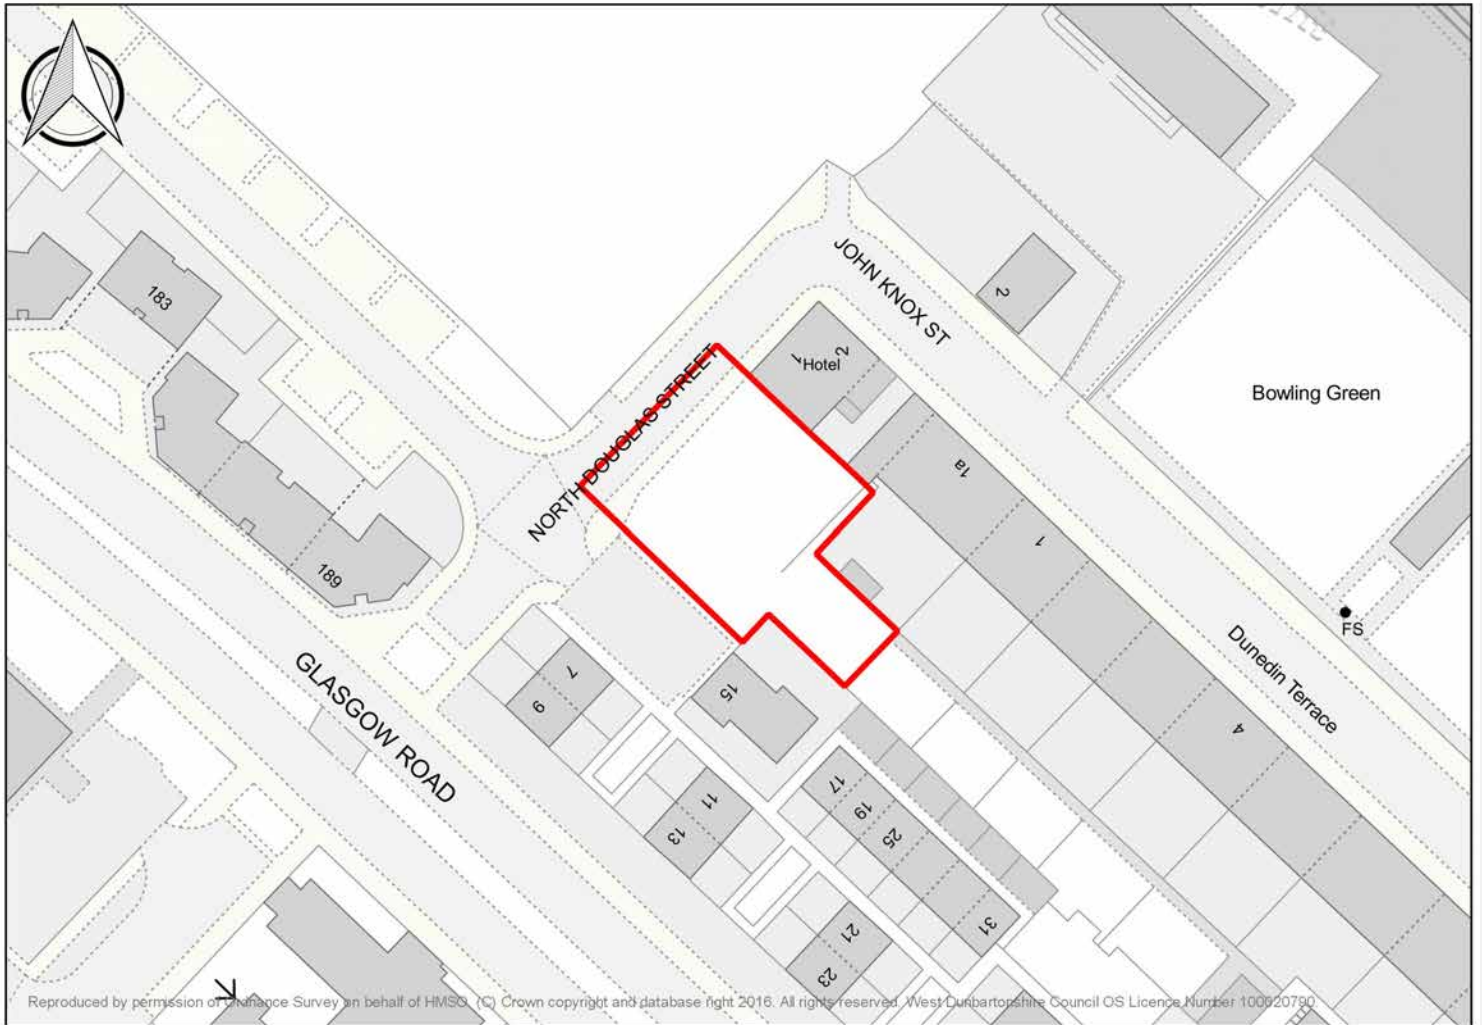 183
189
JOHN KNOX ST
2
1
2
Hotel
Bowling Green
NORTH DOUGLAS STREET
1a
1
FS
Dunedin Terrace
4
GLASGOW ROAD
7
9
15
11
13
17
19
25
31
21
23
Reproduced by permission of Ordnance Survey on behalf of HMSO. (C) Crown copyright and database right 2016. All rights reserved. West Dunbartonshire Council OS Licence Number 100020790.